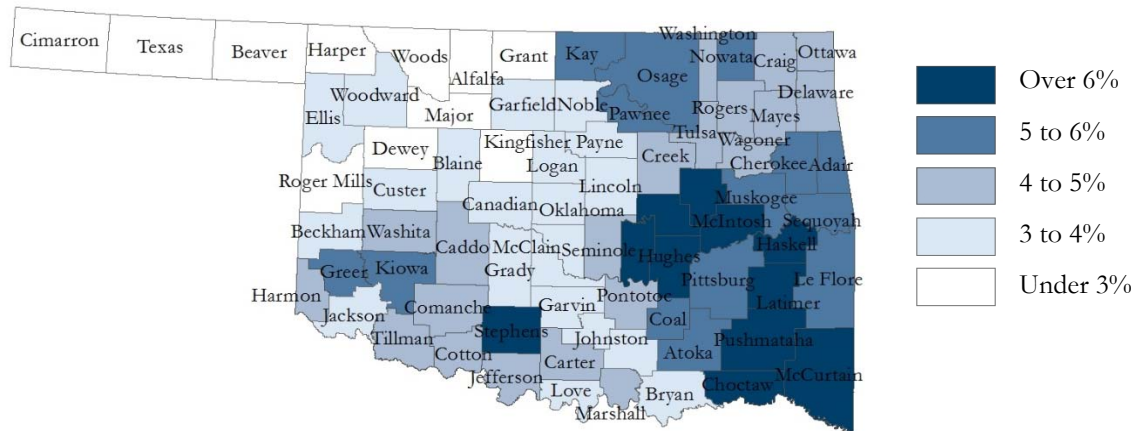 Cimarron
Texas
Beaver
Harper
Woods
Alfalfa
Grant
Kay
Osage
Washington
Nowata
Craig
Ottawa
Ellis
Woodward
Major
Garfield
Noble
Pawnee
Rogers
Mayes
Delaware
Dewey
Blaine
Kingfisher
Payne
Logan
Creek
Tulsa
Wagoner
Cherokee
Adair
Roger Mills
Custer
Canadian
Oklahoma
Lincoln
Muskogee
McIntosh
Sequoyah
Beckham
Washita
Caddo
McClain
Grady
Seminole
Hughes
Haskell
Pittsburg
Le Flore
Greer
Kiowa
Harmon
Jackson
Comanche
Stephens
Garvin
Pontotoc
Coal
Latimer
Tillman
Cotton
Jefferson
Carter
Johnston
Atoka
Pushmataha
Love
Marshall
Bryan
Choctaw
McCurtain
Over 6%
5 to 6%
4 to 5%
3 to 4%
Under 3%